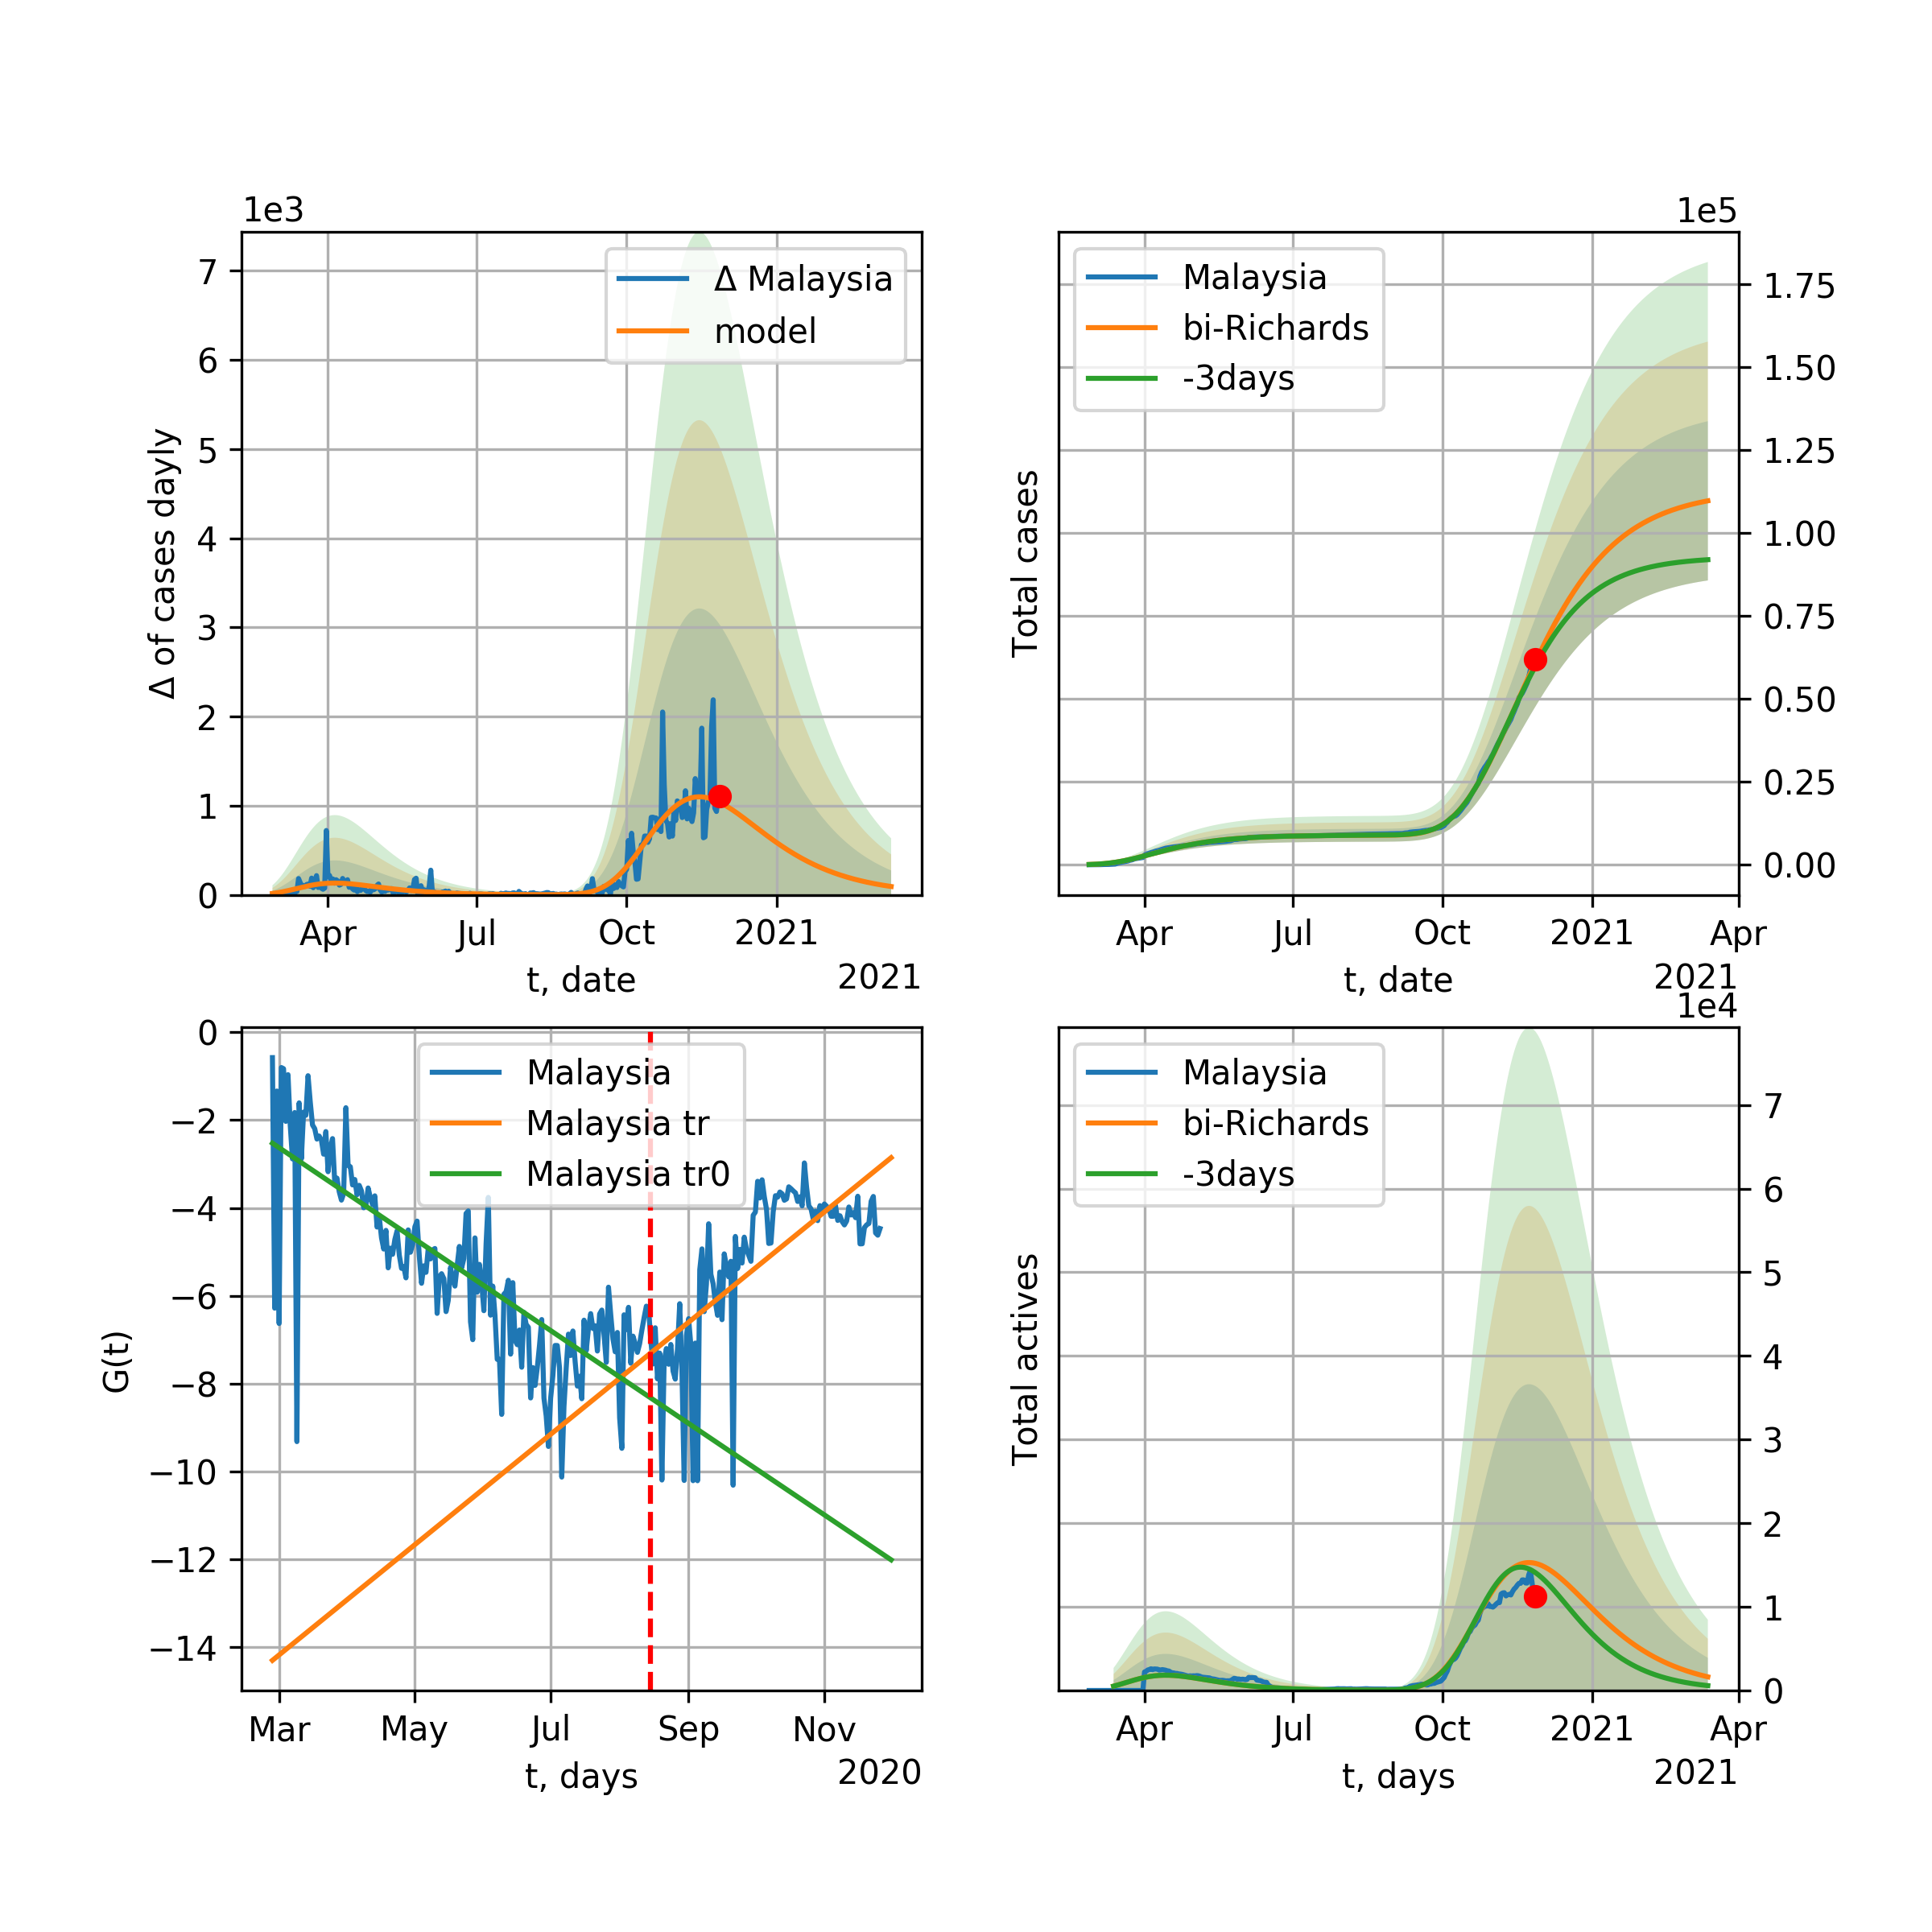 1e3
7
6
5
4
3
2
1
0
Δ of cases dayly
Δ Malaysia
model
Apr Jul Oct 2021
t, date
2021
1e5
Total cases
Malaysia
bi-Richards
-3days
1.75
1.50
1.25
1.00
0.75
0.50
0.25
0.00
Apr Jul Oct 2021 Apr
t, date
2021
0
−2
−4
−6
−8
−10
−12
−14
G(t)
Malaysia
Malaysia tr
Malaysia tr0
Mar May Jul Sep Nov
t, days
2020
1e4
Total actives
Malaysia
bi-Richards
-3days
7
6
5
4
3
2
1
0
Apr Jul Oct 2021 Apr
t, days
2021